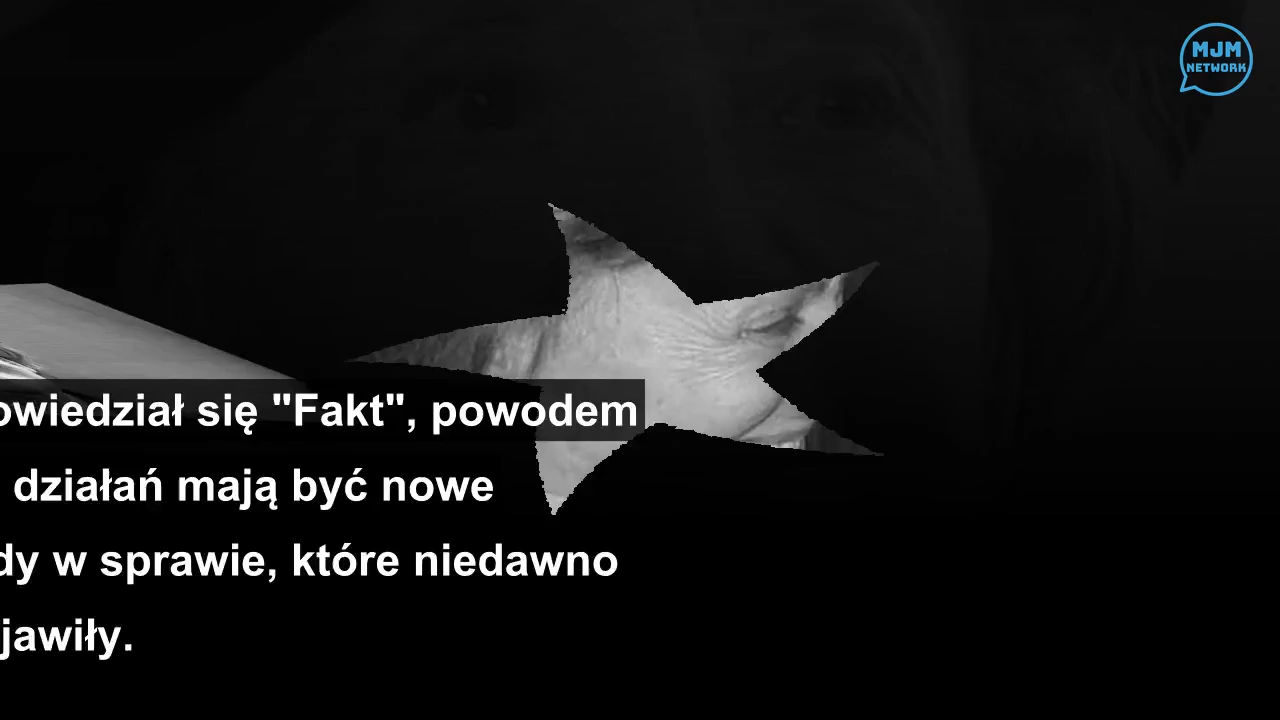 MJM
NETWORK
owiedział się "Fakt", powodem
działań mają być nowe
dy w sprawie, które niedawno
jawiły.